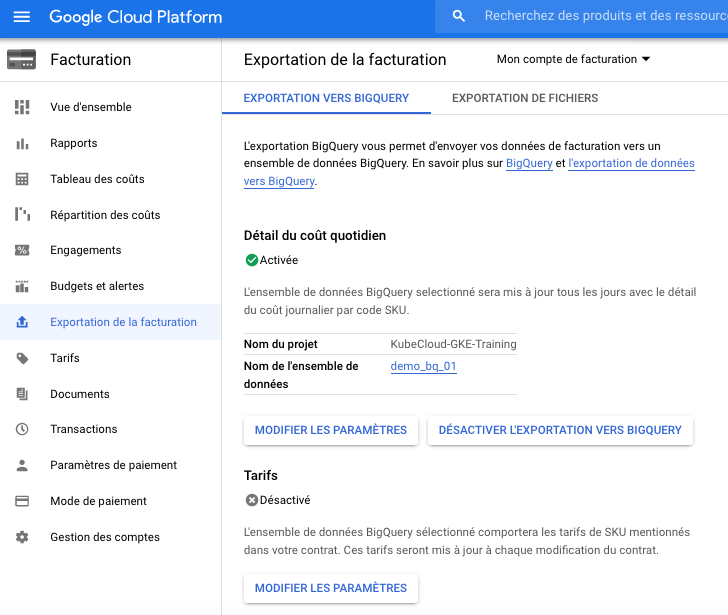 Google Cloud Platform
Recherchez des produits et des ressourc
Facturation
Exportation de la facturation
Mon compte de facturation
Vue d'ensemble
Rapports
Tableau des coûts
Répartition des coûts
Engagements
Budgets et alertes
Exportation de la facturation
Tarifs
Documents
Transactions
Paramètres de paiement
Mode de paiement
Gestion des comptes
EXPORTATION VERS BIGQUERY
EXPORTATION DE FICHIERS
L'exportation BigQuery vous permet d'envoyer vos données de facturation vers un
ensemble de données BigQuery. En savoir plus sur BigQuery et l'exportation de données
vers BigQuery.
Détail du coût quotidien
Activée
L'ensemble de données BigQuery selectionné sera mis à jour tous les jours avec le détail
du coût journalier par code SKU.
Nom du projet KubeCloud-GKE-Training
Nom de l'ensemble de demo_bq_01
données
MODIFIER LES PARAMÈTRES
DÉSACTIVER L'EXPORTATION VERS BIGQUERY
Tarifs
Désactivé
L'ensemble de données BigQuery sélectionné comportera les tarifs de SKU mentionnés
dans votre contrat. Ces tarifs seront mis à jour à chaque modification du contrat.
MODIFIER LES PARAMÈTRES